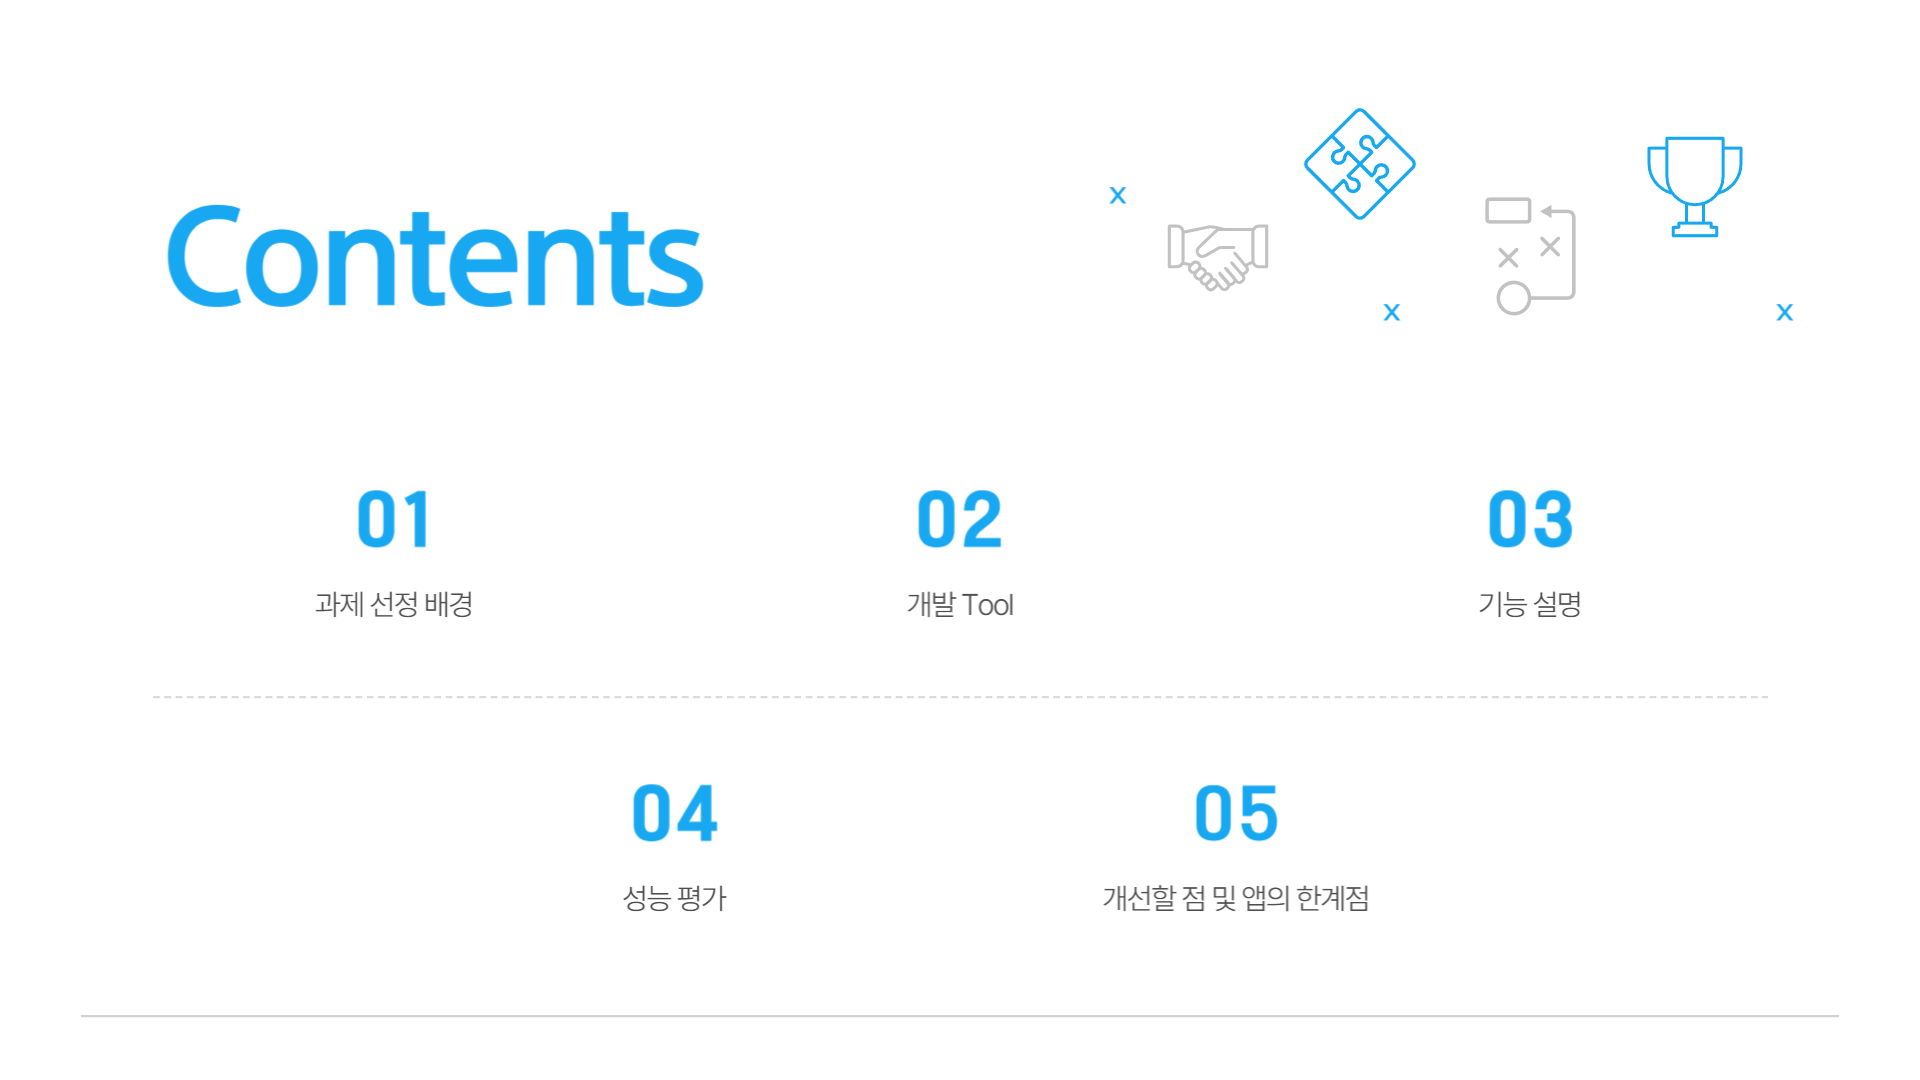 Contents
01
과제 선정 배경
02
개발 Tool
03
기능 설명
04
성능 평가
05
개선할 점 및 앱의 한계점